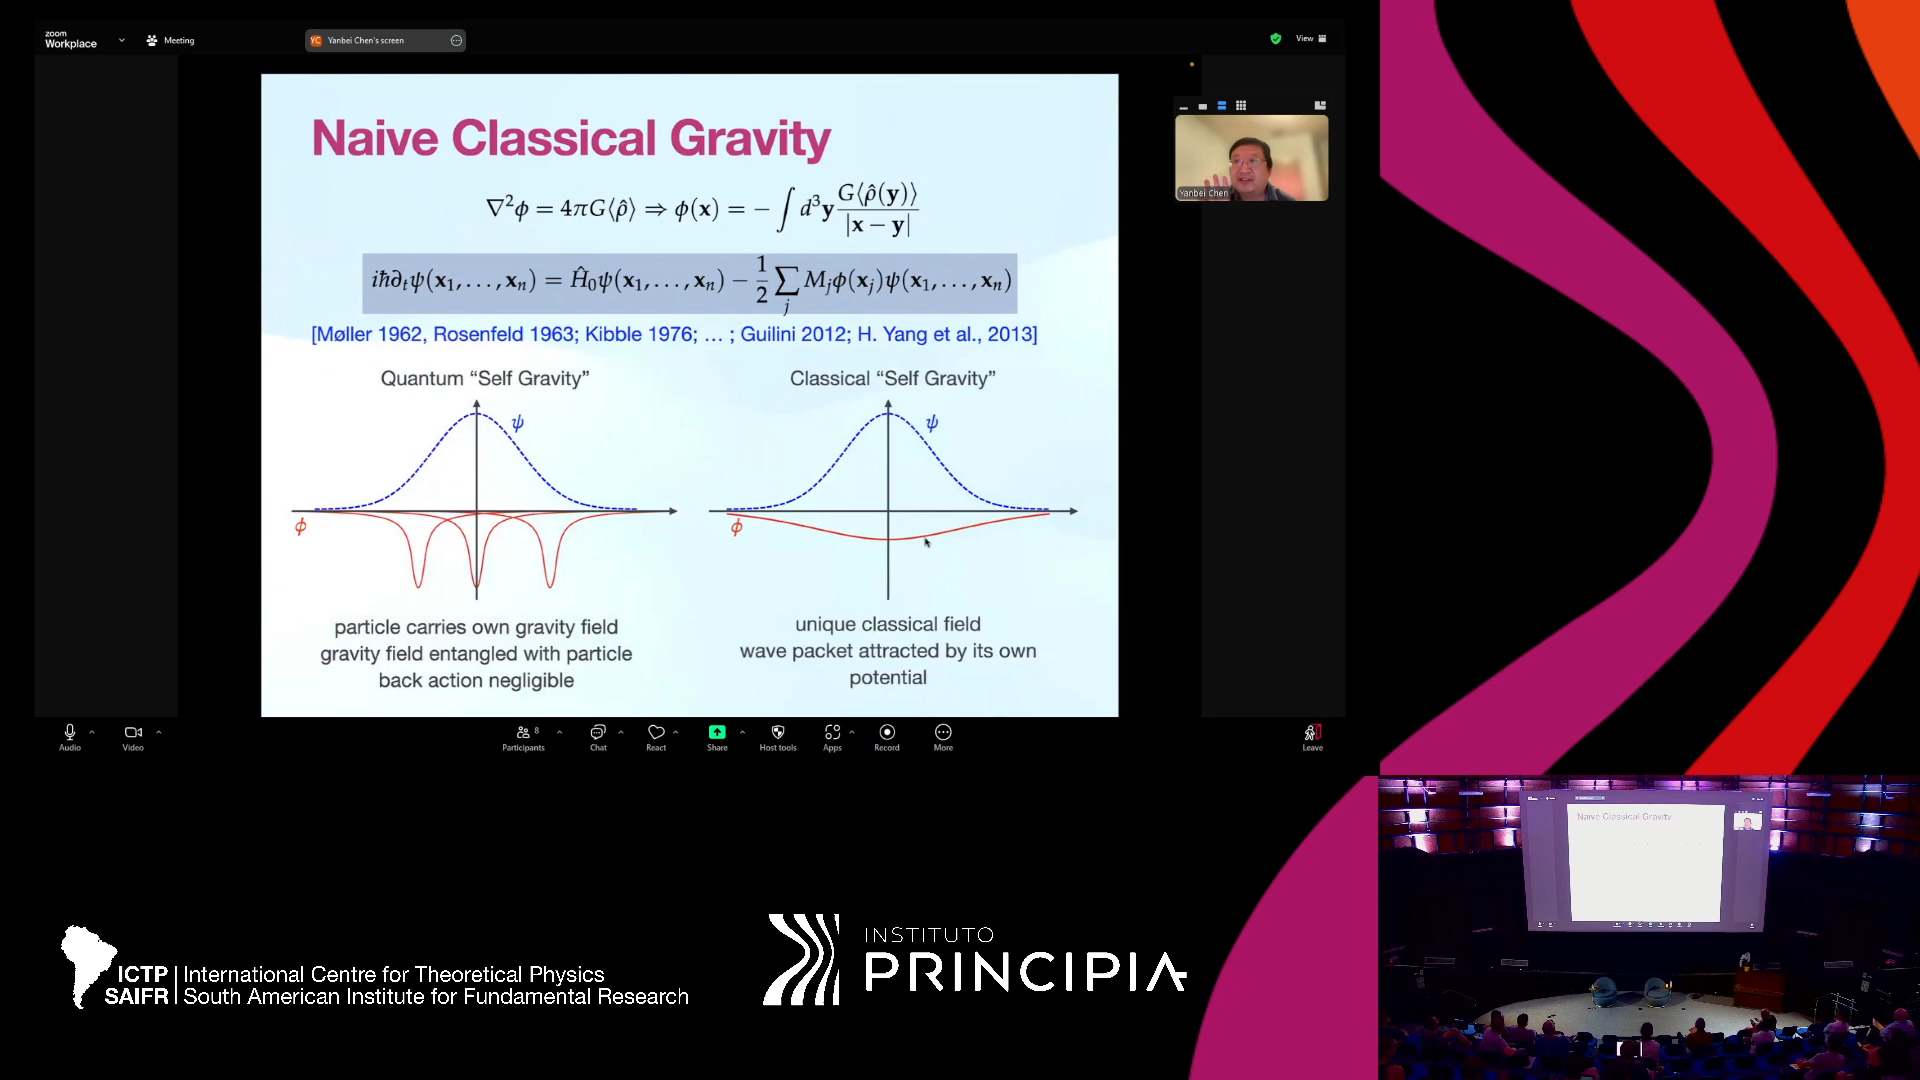 zoom
Workplace
Meeting
YC Yanbei Chen's screen
View
Naive Classical Gravity
∇²ϕ = 4πG⟨ρ̂⟩ ⇒ ϕ(x) = − ∫ d³y G⟨ρ̂(y)⟩ / |x − y|
iħ∂ₜψ(x₁, . . . , xₙ) = Ĥ₀ψ(x₁, . . . , xₙ) − 1/2 ∑ⱼ Mⱼϕ(xⱼ)ψ(x₁, . . . , xₙ)
[Møller 1962, Rosenfeld 1963; Kibble 1976; … ; Guilini 2012; H. Yang et al., 2013]
Quantum “Self Gravity”
ψ
ϕ
particle carries own gravity field
gravity field entangled with particle
back action negligible
Classical “Self Gravity”
ψ
ϕ
unique classical field
wave packet attracted by its own
potential
Yanbei Chen
Audio
Video
Participants 8
Chat
React
Share
Host tools
Apps
Record
More
Leave
Naive Classical Gravity
ICTP International Centre for Theoretical Physics
SAIFR South American Institute for Fundamental Research
INSTITUTO
PRINCIPIA